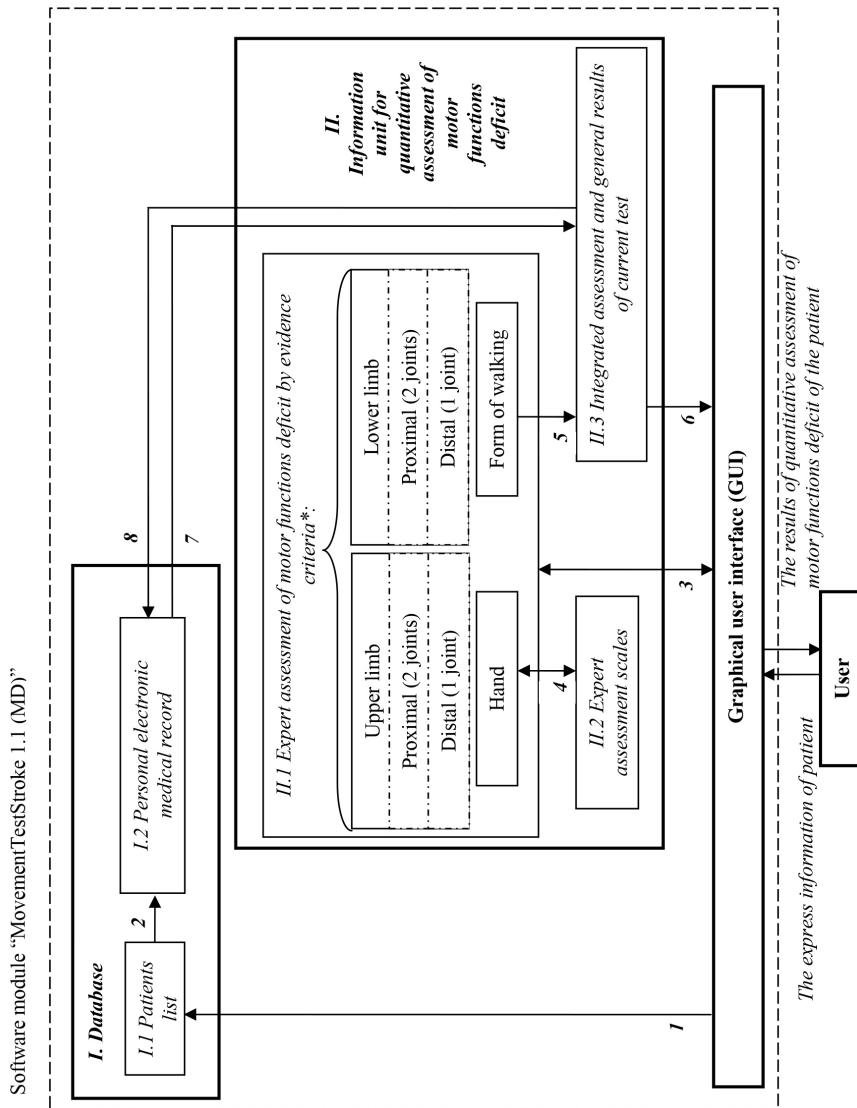 Software module “MovementTestStroke 1.1 (MD)”
I. Database
I.1 Patients
list
2
I.2 Personal electronic
medical record
8
7
1
II.
Information
unit for
quantitative
assessment of
motor
functions
deficit
II.1 Expert assessment of motor functions deficit by evidence
criteria*:
Upper limb
Proximal (2 joints)
Distal (1 joint)
Hand
Lower limb
Proximal (2 joints)
Distal (1 joint)
Form of walking
4
5
II.2 Expert
assessment scales
II.3 Integrated assessment and general results
of current test
3
6
Graphical user interface (GUI)
The express information of patient
The results of quantitative assessment of
motor functions deficit of the patient
User